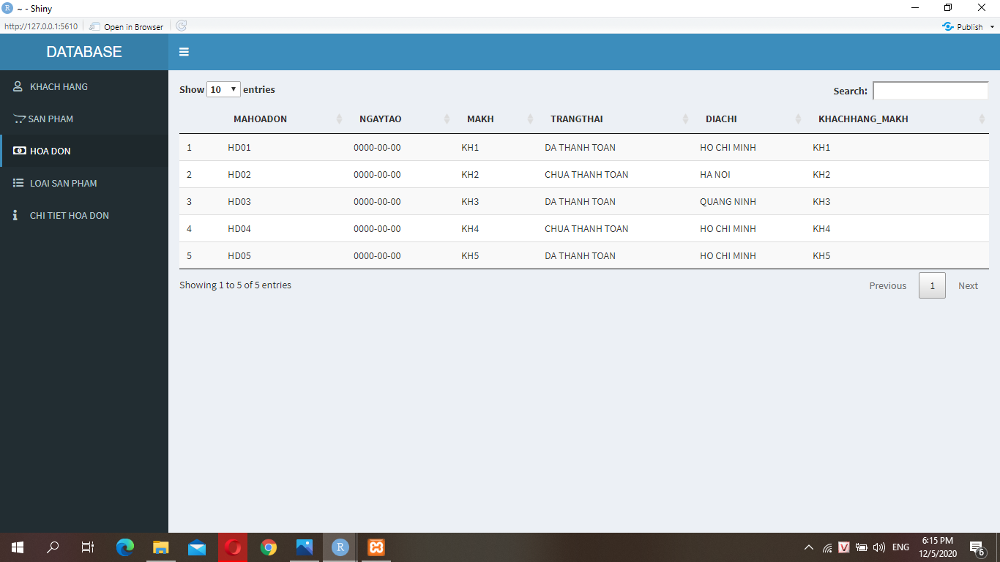 ~ - Shiny
http://127.0.0.1:5610 Open in Browser Publish
DATABASE
KHACH HANG
SAN PHAM
HOA DON
LOAI SAN PHAM
CHI TIET HOA DON
Show 10 entries
Search:
MAHOADON NGAYTAO MAKH TRANGTHAI DIACHI KHACHHANG_MAKH
1 HD01 0000-00-00 KH1 DA THANH TOAN HO CHI MINH KH1
2 HD02 0000-00-00 KH2 CHUA THANH TOAN HA NOI KH2
3 HD03 0000-00-00 KH3 DA THANH TOAN QUANG NINH KH3
4 HD04 0000-00-00 KH4 CHUA THANH TOAN HO CHI MINH KH4
5 HD05 0000-00-00 KH5 DA THANH TOAN HO CHI MINH KH5
Showing 1 to 5 of 5 entries
Previous 1 Next
ENG
6:15 PM
12/5/2020
6